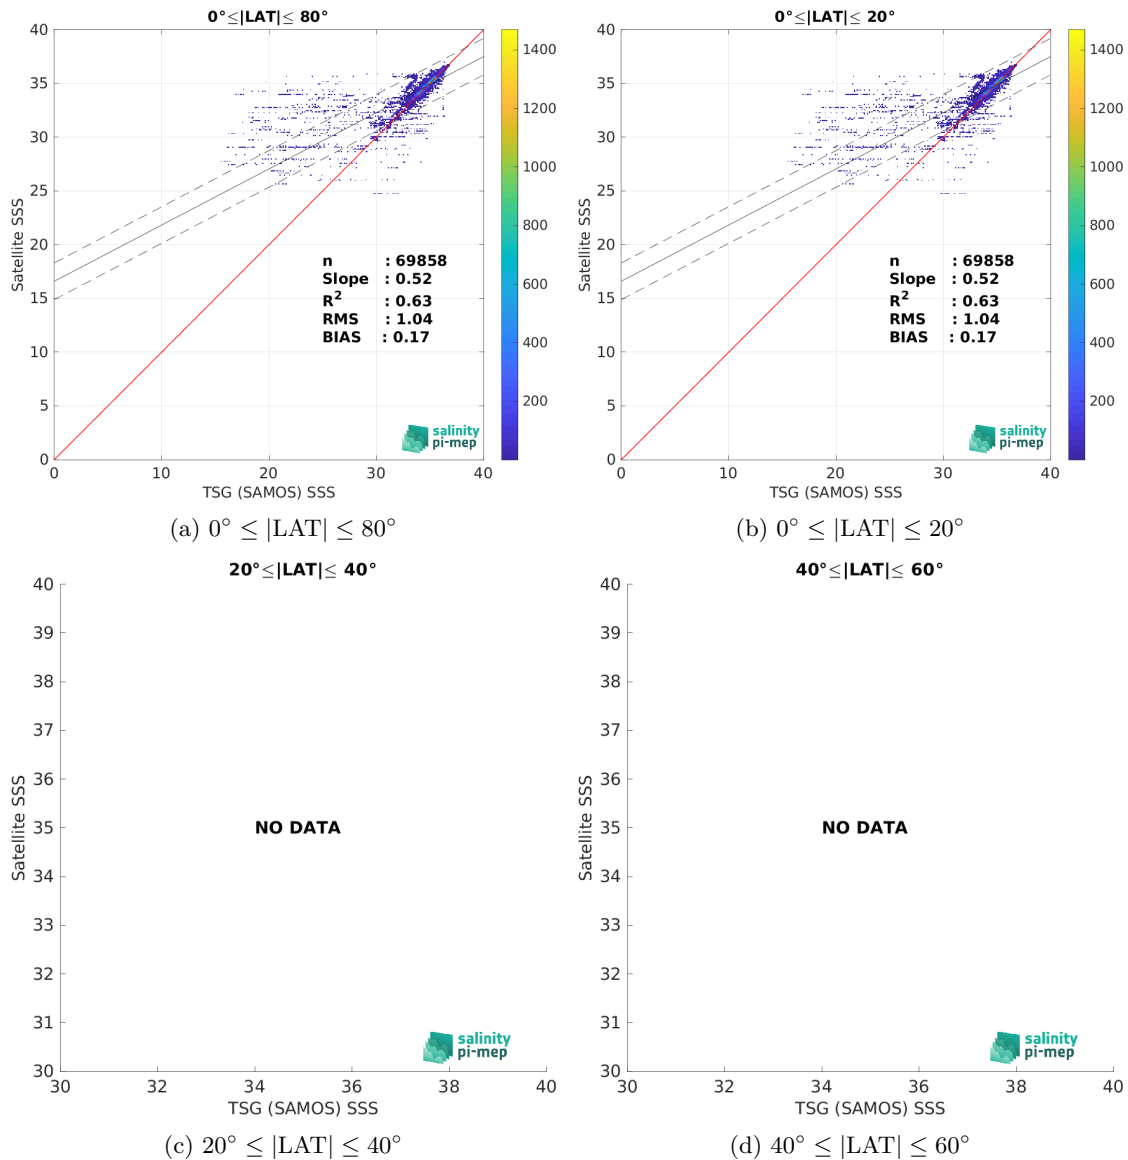 0°≤|LAT|≤ 80°
40
35
30
25
20
15
10
5
0
0
10
20
30
40
Satellite SSS
TSG (SAMOS) SSS
n : 69858
Slope : 0.52
R² : 0.63
RMS : 1.04
BIAS : 0.17
salinity
pi-mep
1400
1200
1000
800
600
400
200
(a) 0° ≤ |LAT| ≤ 80°
0°≤|LAT|≤ 20°
40
35
30
25
20
15
10
5
0
0
10
20
30
40
Satellite SSS
TSG (SAMOS) SSS
n : 69858
Slope : 0.52
R² : 0.63
RMS : 1.04
BIAS : 0.17
salinity
pi-mep
1400
1200
1000
800
600
400
200
(b) 0° ≤ |LAT| ≤ 20°
20°≤|LAT|≤ 40°
40
39
38
37
36
35
34
33
32
31
30
30
32
34
36
38
40
Satellite SSS
TSG (SAMOS) SSS
NO DATA
salinity
pi-mep
(c) 20° ≤ |LAT| ≤ 40°
40°≤|LAT|≤ 60°
40
39
38
37
36
35
34
33
32
31
30
30
32
34
36
38
40
Satellite SSS
TSG (SAMOS) SSS
NO DATA
salinity
pi-mep
(d) 40° ≤ |LAT| ≤ 60°